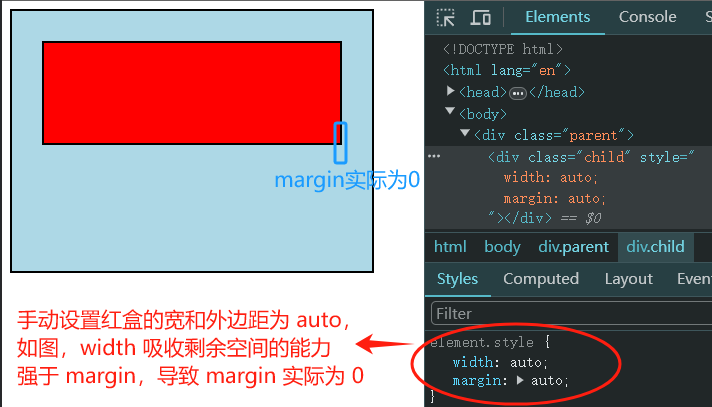 Elements Console S
<!DOCTYPE html>
<html lang="en">
<head>
</head>
<body>
<div class="parent">
<div class="child" style="
width: auto;
margin: auto;
"></div> == $0
margin实际为0
html body div.parent div.child
Styles Computed Layout Event
Filter
手动设置红盒的宽和外边距为 auto，
如图，width 吸收剩余空间的能力
强于 margin，导致 margin 实际为 0
element.style {
width: auto;
margin: auto;
}